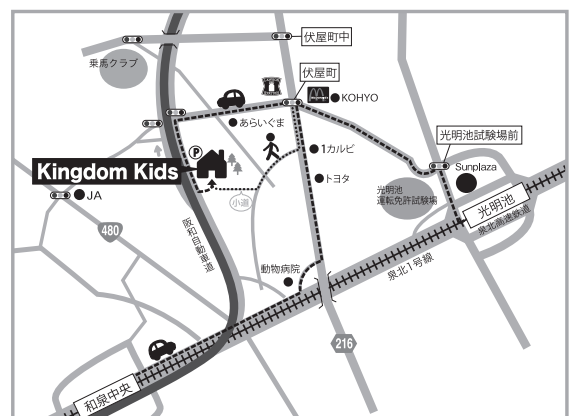 伏屋町中
乗馬クラブ
伏屋町
KOHYO
あらいぐま
光明池試験場前
P
1カルビ
Sunplaza
Kingdom Kids
トヨタ
光明池
運転免許試験場
光明池
泉北高速鉄道
JA
小道
480
阪和自動車道
動物病院
泉北1号線
216
和泉中央